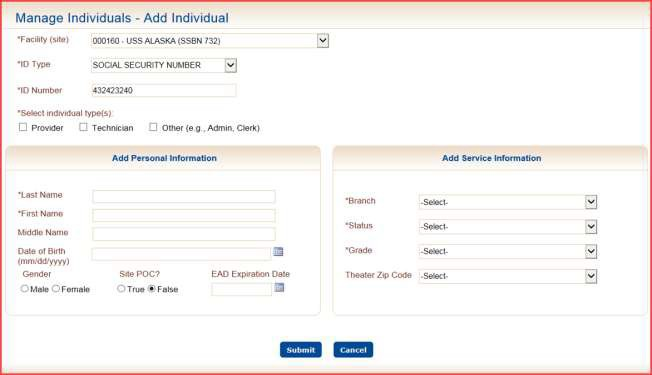 Manage Individuals - Add Individual
*Facility (site) 000160 - USS ALASKA (SSBN 732)
*ID Type SOCIAL SECURITY NUMBER
*ID Number 432423240
*Select individual type(s):
Provider Technician Other (e.g., Admin, Clerk)
Add Personal Information
*Last Name
*First Name
Middle Name
Date of Birth
(mm/dd/yyyy)
Gender Site POC? EAD Expiration Date
Male Female True False
Add Service Information
*Branch -Select-
*Status -Select-
*Grade -Select-
Theater Zip Code -Select-
Submit Cancel